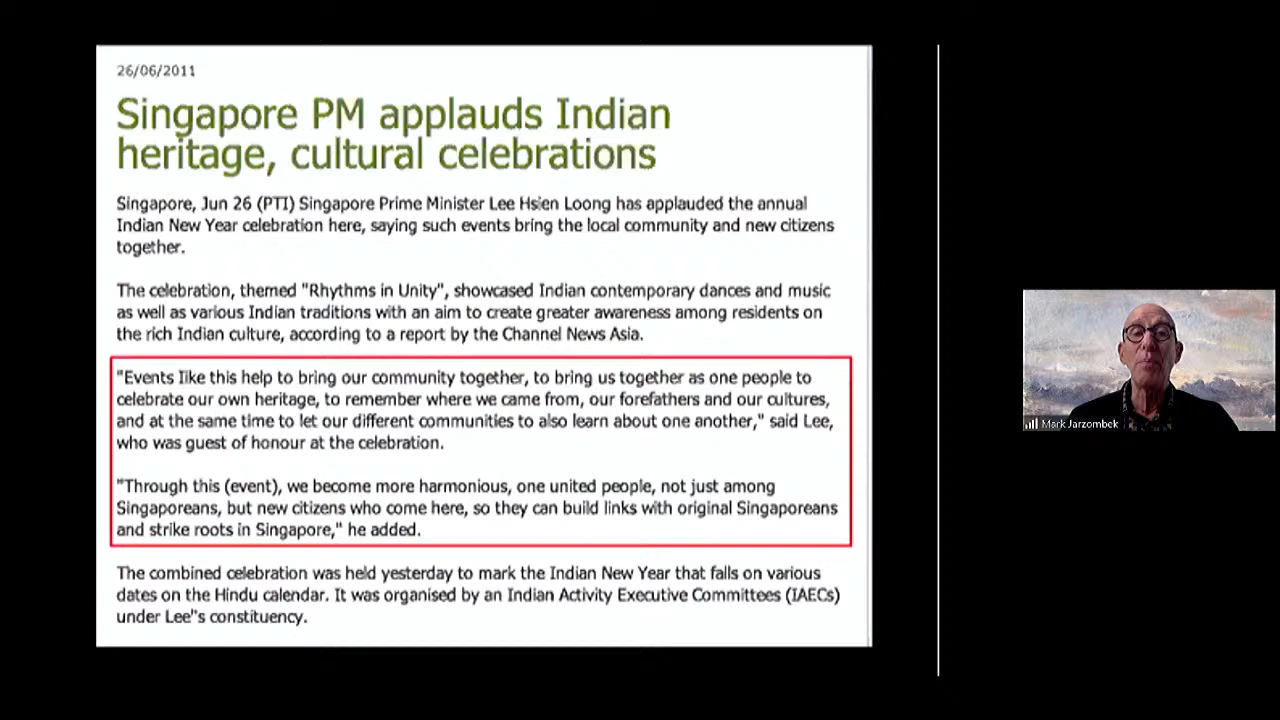 26/06/2011
Singapore PM applauds Indian
heritage, cultural celebrations
Singapore, Jun 26 (PTI) Singapore Prime Minister Lee Hsien Loong has applauded the annual
Indian New Year celebration here, saying such events bring the local community and new citizens
together.
The celebration, themed "Rhythms in Unity", showcased Indian contemporary dances and music
as well as various Indian traditions with an aim to create greater awareness among residents on
the rich Indian culture, according to a report by the Channel News Asia.
"Events like this help to bring our community together, to bring us together as one people to
celebrate our own heritage, to remember where we came from, our forefathers and our cultures,
and at the same time to let our different communities to also learn about one another," said Lee,
who was guest of honour at the celebration.
"Through this (event), we become more harmonious, one united people, not just among
Singaporeans, but new citizens who come here, so they can build links with original Singaporeans
and strike roots in Singapore," he added.
The combined celebration was held yesterday to mark the Indian New Year that falls on various
dates on the Hindu calendar. It was organised by an Indian Activity Executive Committees (IAECs)
under Lee"s constituency.
Mark Jarzombek